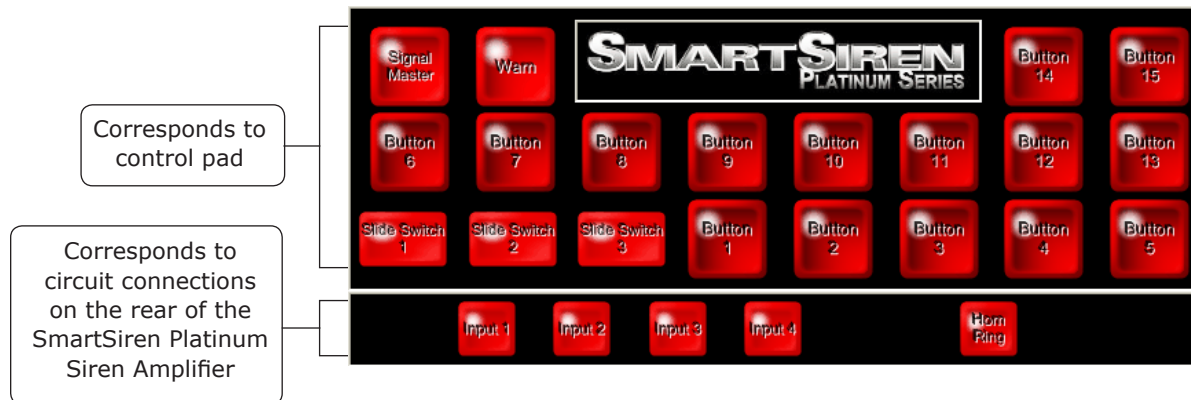 Signal
Master
Warn
SMARTSIREN
PLATINUM SERIES
Button
14
Button
15
Corresponds to
control pad
Button
6
Button
7
Button
8
Button
9
Button
10
Button
11
Button
12
Button
13
Slide Switch
1
Slide Switch
2
Slide Switch
3
Button
1
Button
2
Button
3
Button
4
Button
5
Corresponds to
circuit connections
on the rear of the
SmartSiren Platinum
Siren Amplifier
Input 1
Input 2
Input 3
Input 4
Horn
Ring